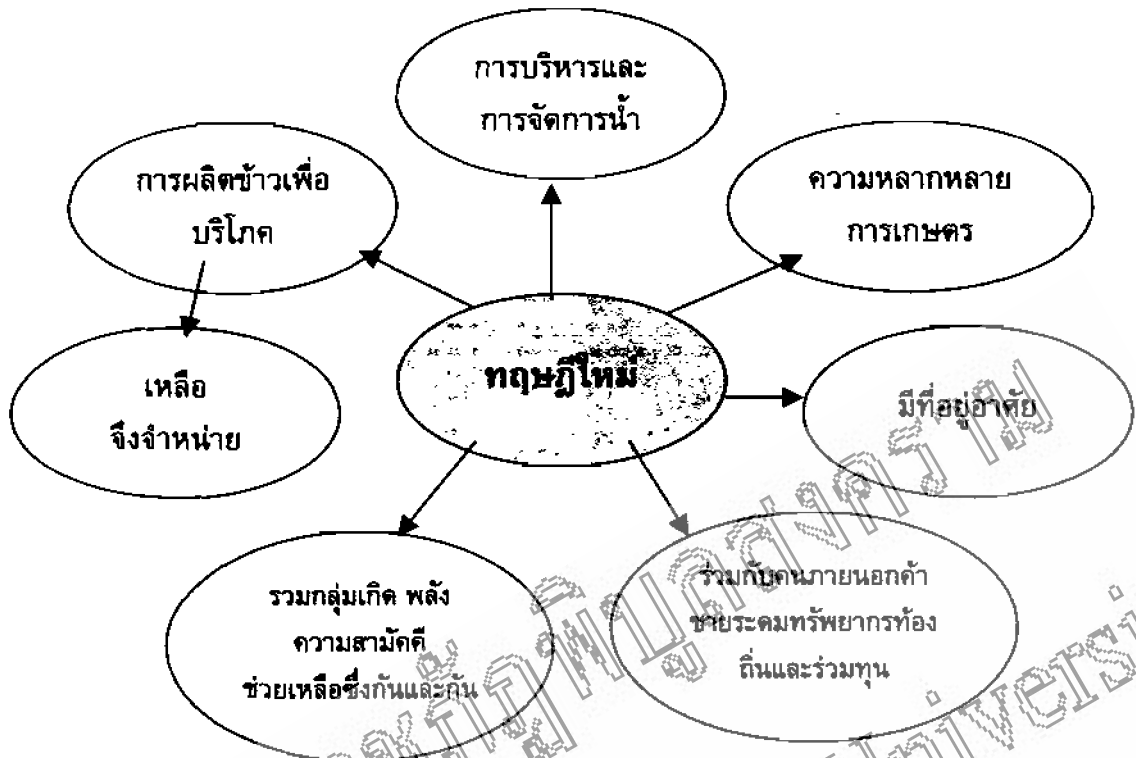 การบริหารและ
การจัดการน้ำ
การผลิตข้าวเพื่อ
บริโภค
ความหลากหลาย
การเกษตร
ทฤษฎีใหม่
เหลือ
จึงจำหน่าย
มีที่อยู่อาศัย
รวมกลุ่มเกิด พลัง
ความสามัคคี
ช่วยเหลือซึ่งกันและกัน
ร่วมกับคนภายนอกค้า
ขายระดมทรัพยากรท้อง
ถิ่นและร่วมทุน
University